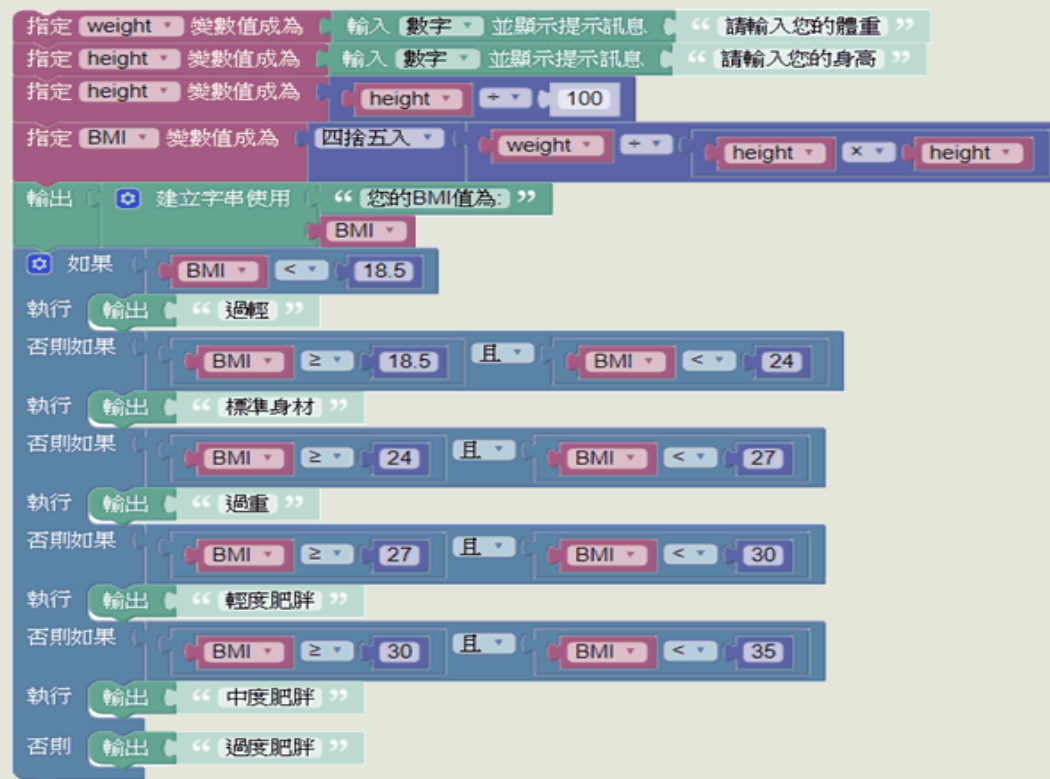 指定 weight 變數值成為 輸入 數字 並顯示提示訊息 “ 請輸入您的體重 ”
指定 height 變數值成為 輸入 數字 並顯示提示訊息 “ 請輸入您的身高 ”
指定 height 變數值成為 height ÷ 100
指定 BMI 變數值成為 四捨五入 weight ÷ height × height
輸出 建立字串使用 “ 您的BMI值為: ”
BMI
如果 BMI < 18.5
執行 輸出 “ 過輕 ”
否則如果 BMI ≥ 18.5 且 BMI < 24
執行 輸出 “ 標準身材 ”
否則如果 BMI ≥ 24 且 BMI < 27
執行 輸出 “ 過重 ”
否則如果 BMI ≥ 27 且 BMI < 30
執行 輸出 “ 輕度肥胖 ”
否則如果 BMI ≥ 30 且 BMI < 35
執行 輸出 “ 中度肥胖 ”
否則 輸出 “ 過度肥胖 ”